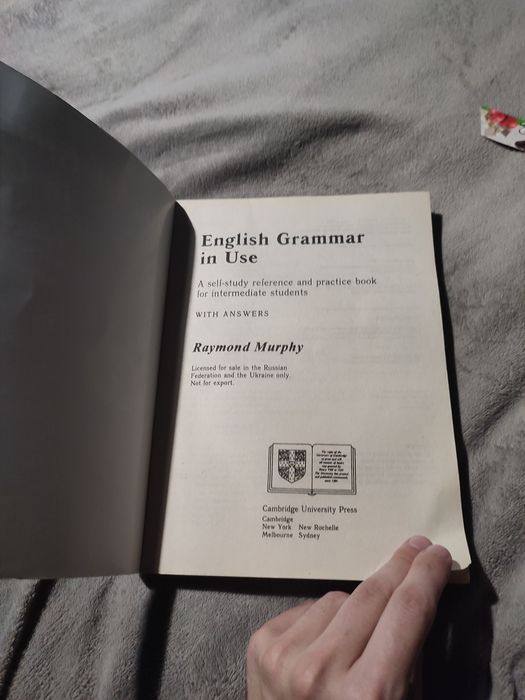 English Grammar
in Use
A self-study reference and practice book
for intermediate students
WITH ANSWERS
Raymond Murphy
Licensed for sale in the Russian
Federation and the Ukraine only.
Not for export.
Cambridge University Press
Cambridge
New York New Rochelle
Melbourne Sydney